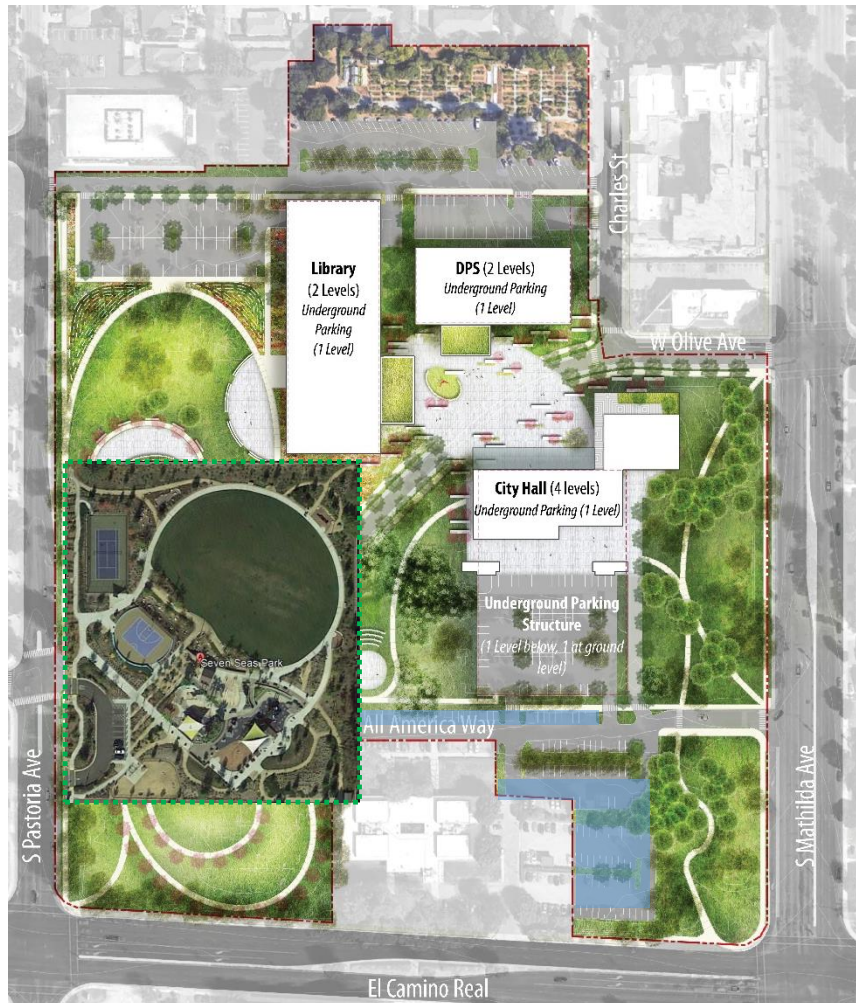 Charles St
Library
(2 Levels)
Underground
Parking
(1 Level)
DPS (2 Levels)
Underground Parking
(1 Level)
W Olive Ave
City Hall (4 levels)
Underground Parking (1 Level)
Underground Parking
Structure
(1 Level below, 1 at ground
level)
Seven Seas Park
All America Way
S Pastoria Ave
S Mathilda Ave
El Camino Real